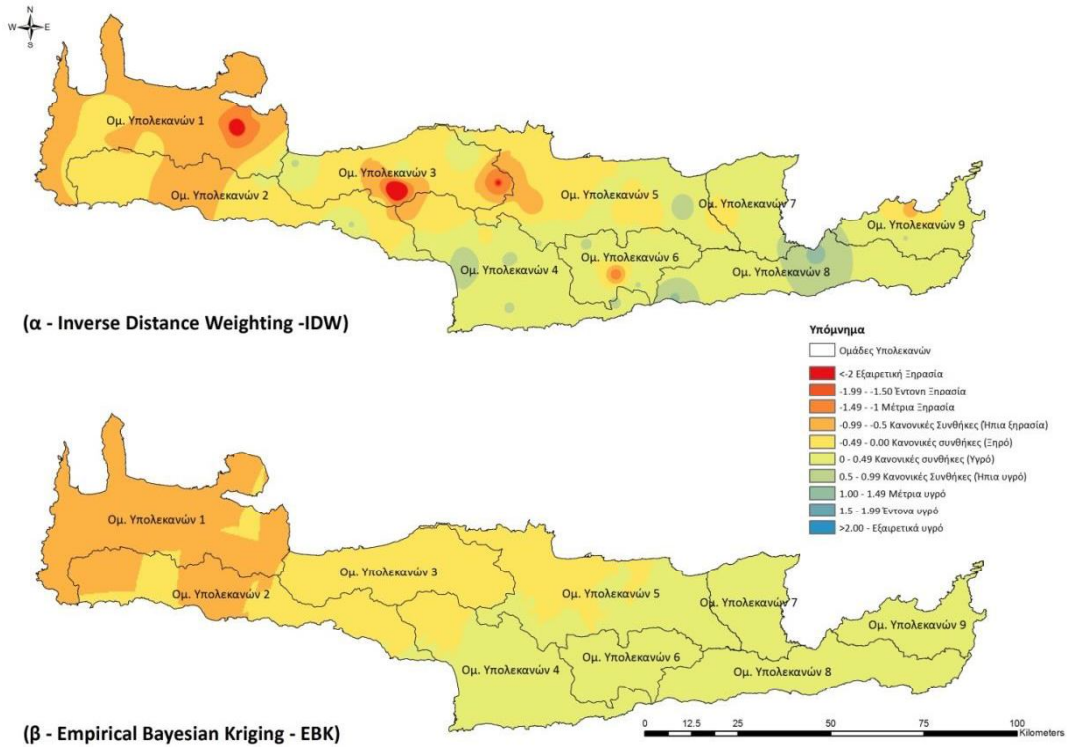 N
W E
S
Ομ. Υπολεκανών 1
Ομ. Υπολεκανών 2
Ομ. Υπολεκανών 3
Ομ. Υπολεκανών 4
Ομ. Υπολεκανών 5
Ομ. Υπολεκανών 6
Ομ. Υπολεκανών 7
Ομ. Υπολεκανών 8
Ομ. Υπολεκανών 9
(α - Inverse Distance Weighting -IDW)
Υπόμνημα
Ομάδες Υπολεκανών
<-2 Εξαιρετική Ξηρασία
-1.99 - -1.50 Έντονη Ξηρασία
-1.49 - -1 Μέτρια Ξηρασία
-0.99 - -0.5 Κανονικές Συνθήκες (Ήπια ξηρασία)
-0.49 - 0.00 Κανονικές συνθήκες (Ξηρό)
0 - 0.49 Κανονικές συνθήκες (Υγρό)
0.5 - 0.99 Κανονικές Συνθήκες (Ήπια υγρό)
1.00 - 1.49 Μέτρια υγρό
1.5 - 1.99 Έντονα υγρό
>2.00 - Εξαιρετικά υγρό
Ομ. Υπολεκανών 1
Ομ. Υπολεκανών 2
Ομ. Υπολεκανών 3
Ομ. Υπολεκανών 4
Ομ. Υπολεκανών 5
Ομ. Υπολεκανών 6
Ομ. Υπολεκανών 7
Ομ. Υπολεκανών 8
Ομ. Υπολεκανών 9
(β - Empirical Bayesian Kriging - EBK)
0 12.5 25 50 75 100
Kilometers